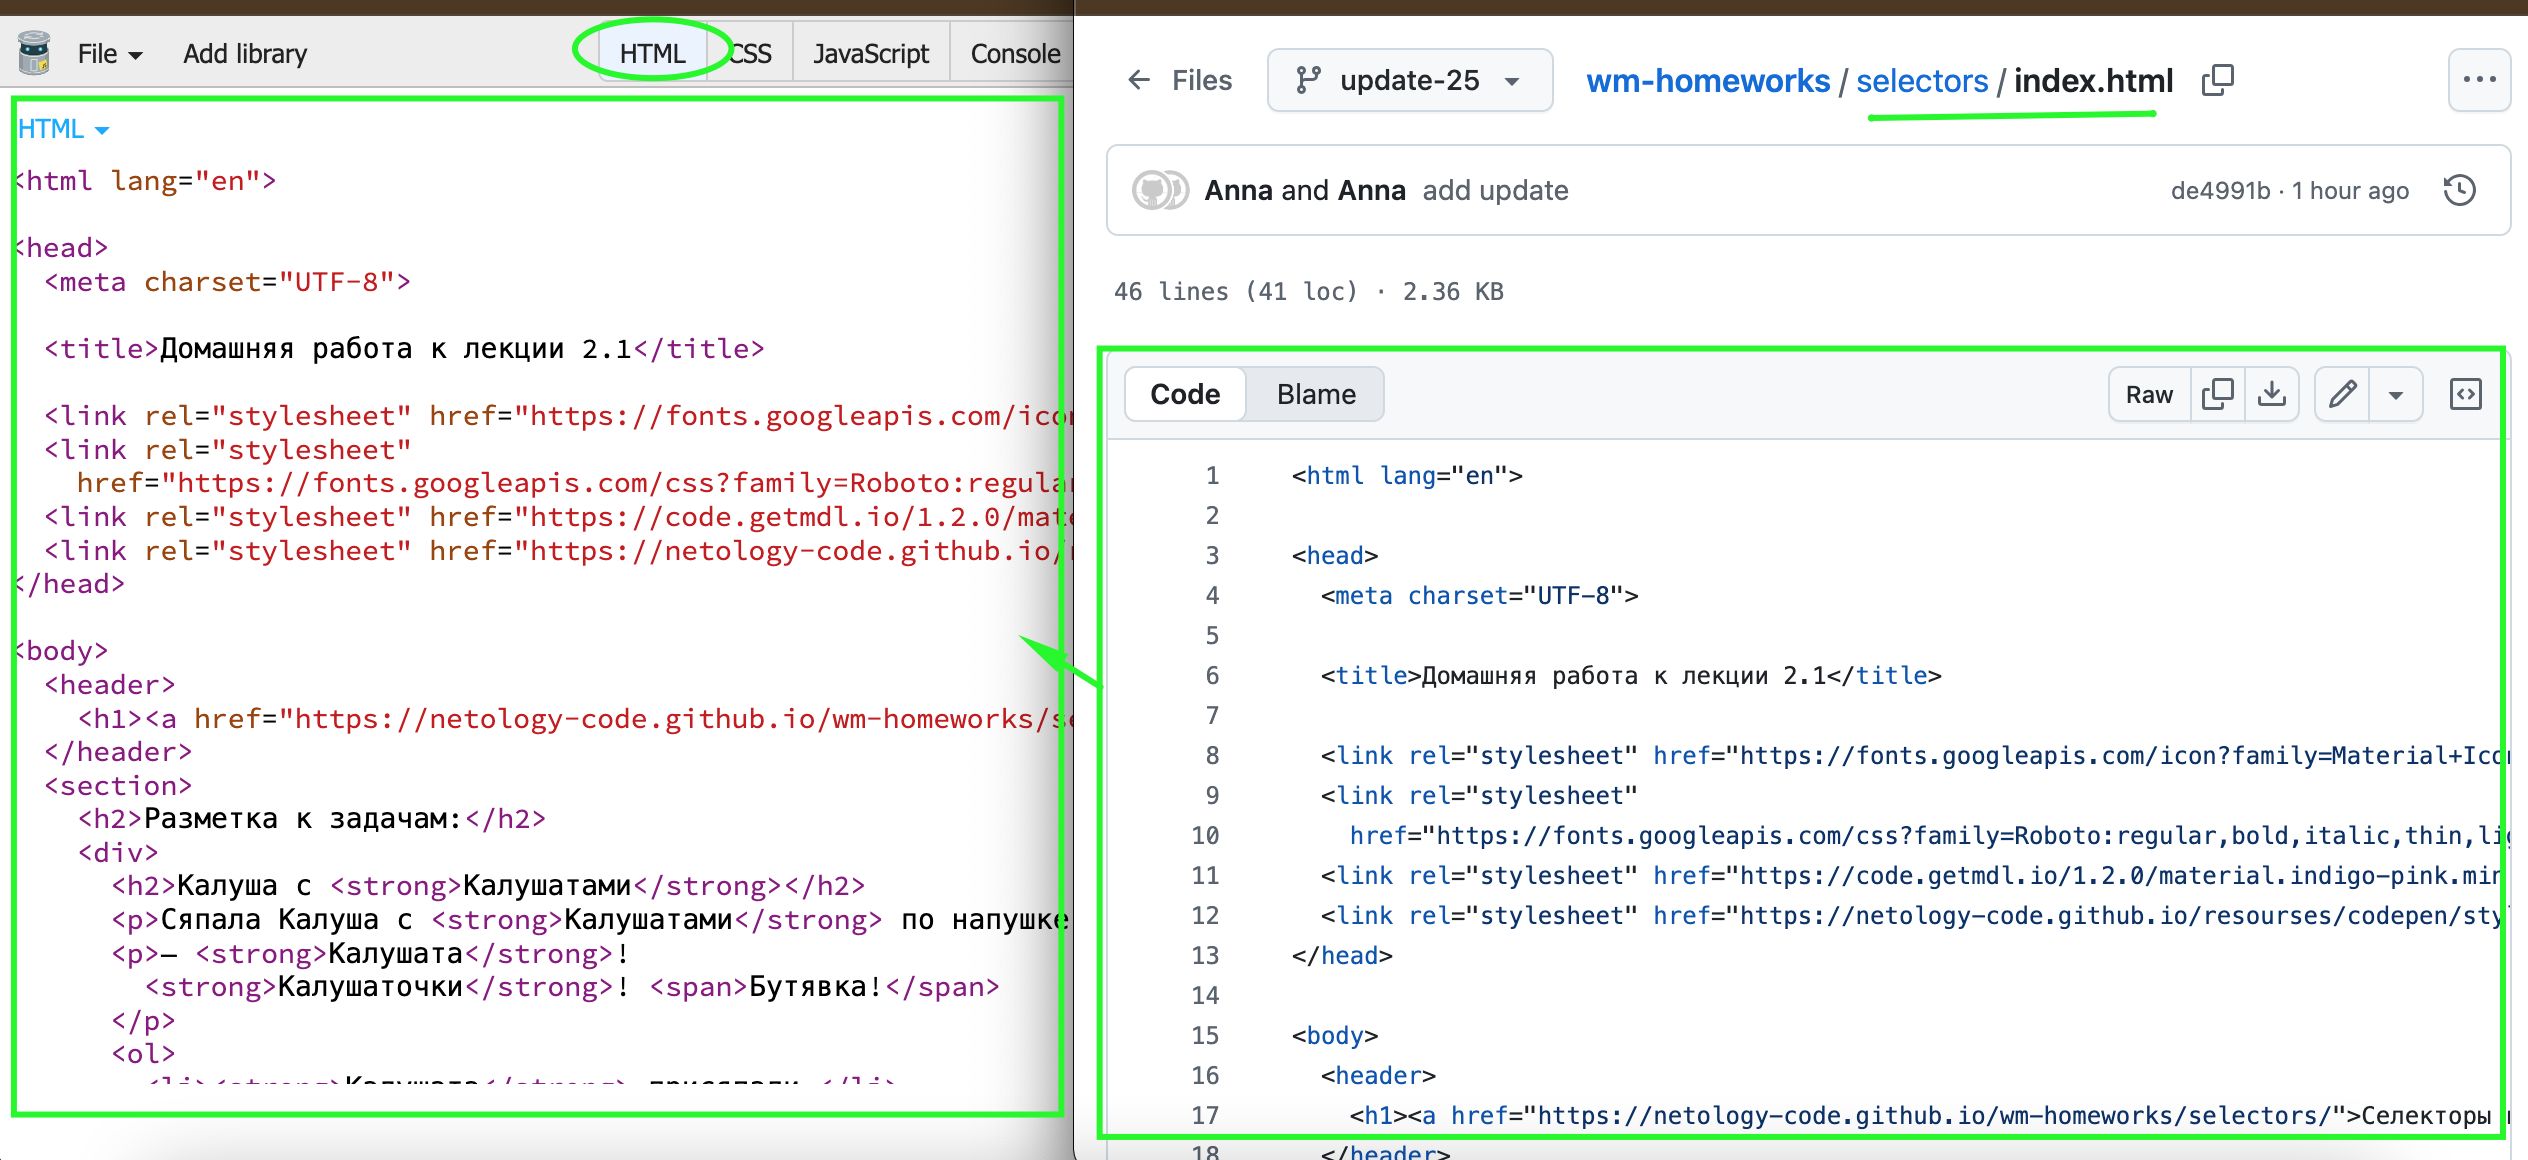 File
Add library
HTML
CSS
JavaScript
Console
HTML
<html lang="en">
<head>
<meta charset="UTF-8">
<title>Домашняя работа к лекции 2.1</title>
<link rel="stylesheet" href="https://fonts.googleapis.com/icon
<link rel="stylesheet"
href="https://fonts.googleapis.com/css?family=Roboto:regular
<link rel="stylesheet" href="https://code.getmdl.io/1.2.0/mate
<link rel="stylesheet" href="https://netology-code.github.io/r
</head>
<body>
<header>
<h1><a href="https://netology-code.github.io/wm-homeworks/se
</header>
<section>
<h2>Разметка к задачам:</h2>
<div>
<h2>Калуша с <strong>Калушатами</strong></h2>
<p>Сяпала Калуша с <strong>Калушатами</strong> по напушке
<p>— <strong>Калушата</strong>!
<strong>Калушаточки</strong>! <span>Бутявка!</span>
</p>
<ol>
Files
update-25
wm-homeworks / selectors / index.html
Anna and Anna add update
de4991b · 1 hour ago
46 lines (41 loc) · 2.36 KB
Code
Blame
Raw
1 <html lang="en">
2
3 <head>
4 <meta charset="UTF-8">
5
6 <title>Домашняя работа к лекции 2.1</title>
7
8 <link rel="stylesheet" href="https://fonts.googleapis.com/icon?family=Material+Icon
9 <link rel="stylesheet"
10 href="https://fonts.googleapis.com/css?family=Roboto:regular,bold,italic,thin,lig
11 <link rel="stylesheet" href="https://code.getmdl.io/1.2.0/material.indigo-pink.min
12 <link rel="stylesheet" href="https://netology-code.github.io/resourses/codepen/sty
13 </head>
14
15 <body>
16 <header>
17 <h1><a href="https://netology-code.github.io/wm-homeworks/selectors/">Селекторы
18 </header>